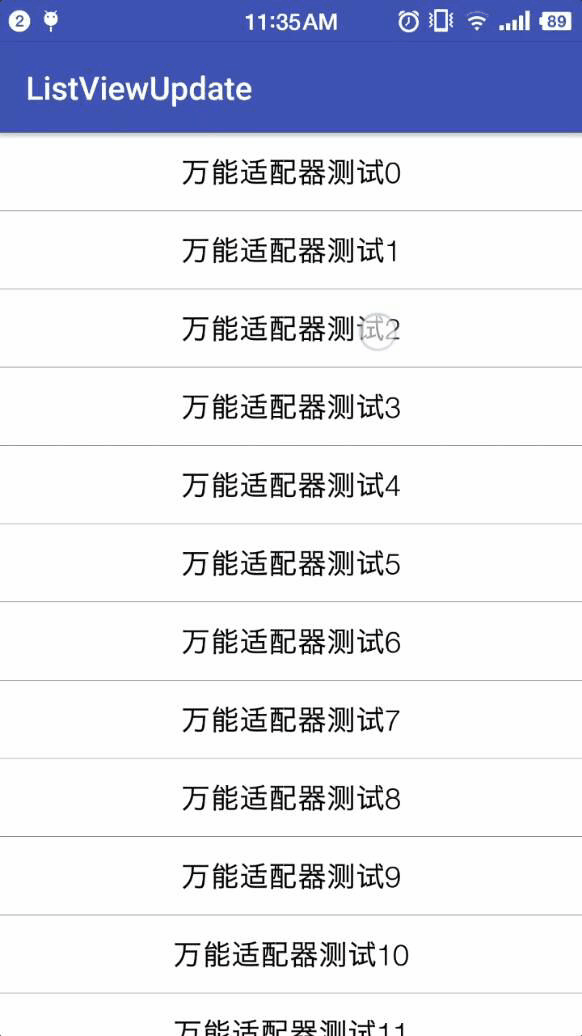 2 11:35AM 89
ListViewUpdate
万能适配器测试0
万能适配器测试1
万能适配器测试2
万能适配器测试3
万能适配器测试4
万能适配器测试5
万能适配器测试6
万能适配器测试7
万能适配器测试8
万能适配器测试9
万能适配器测试10
万能适配器测试11